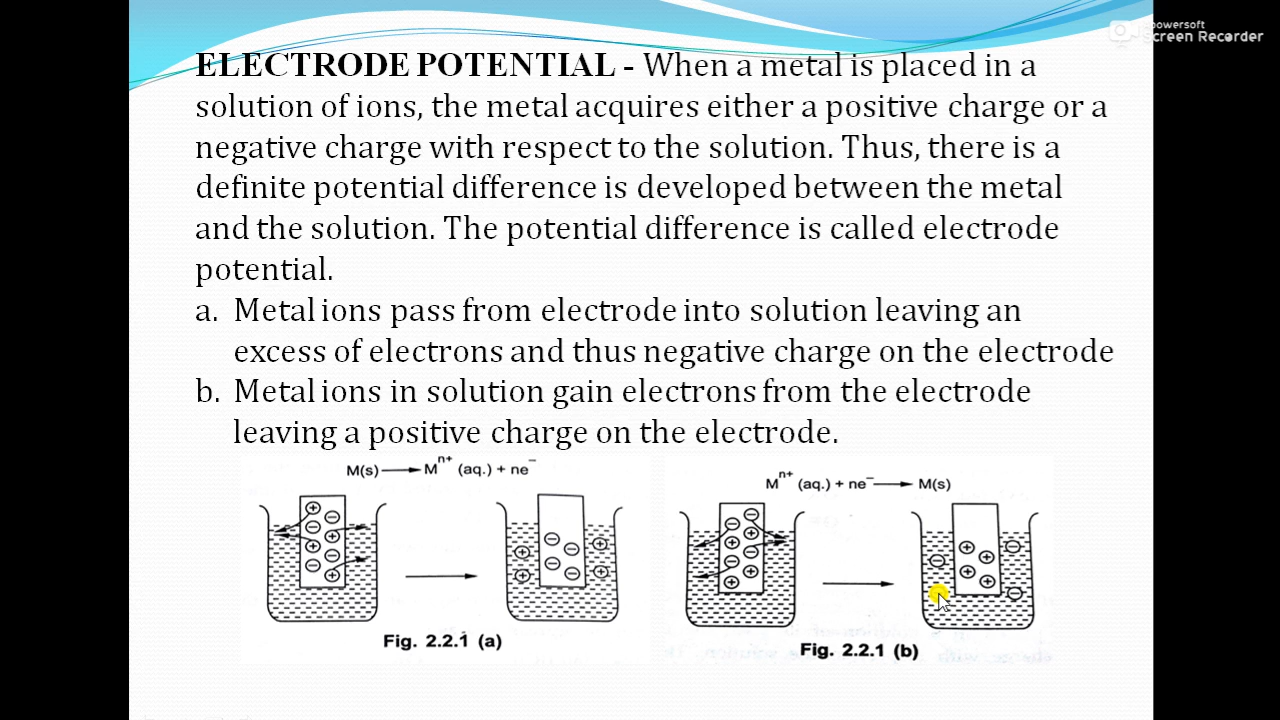 Apowersoft
Screen Recorder
ELECTRODE POTENTIAL - When a metal is placed in a
solution of ions, the metal acquires either a positive charge or a
negative charge with respect to the solution. Thus, there is a
definite potential difference is developed between the metal
and the solution. The potential difference is called electrode
potential.
a. Metal ions pass from electrode into solution leaving an
excess of electrons and thus negative charge on the electrode
b. Metal ions in solution gain electrons from the electrode
leaving a positive charge on the electrode.
M(s) ⟶ Mⁿ⁺ (aq.) + ne⁻
Mⁿ⁺ (aq.) + ne⁻ ⟶ M(s)
Fig. 2.2.1 (a)
Fig. 2.2.1 (b)